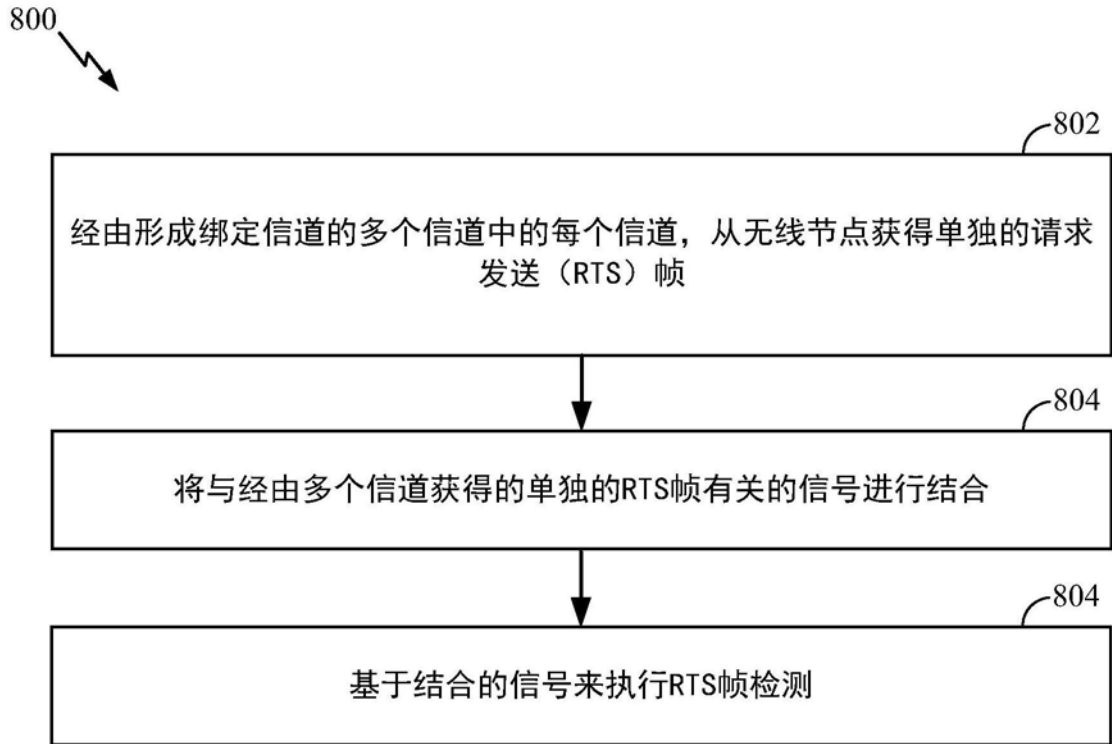 800
802
经由形成绑定信道的多个信道中的每个信道，从无线节点获得单独的请求
发送（RTS）帧
804
将与经由多个信道获得的单独的RTS帧有关的信号进行结合
804
基于结合的信号来执行RTS帧检测